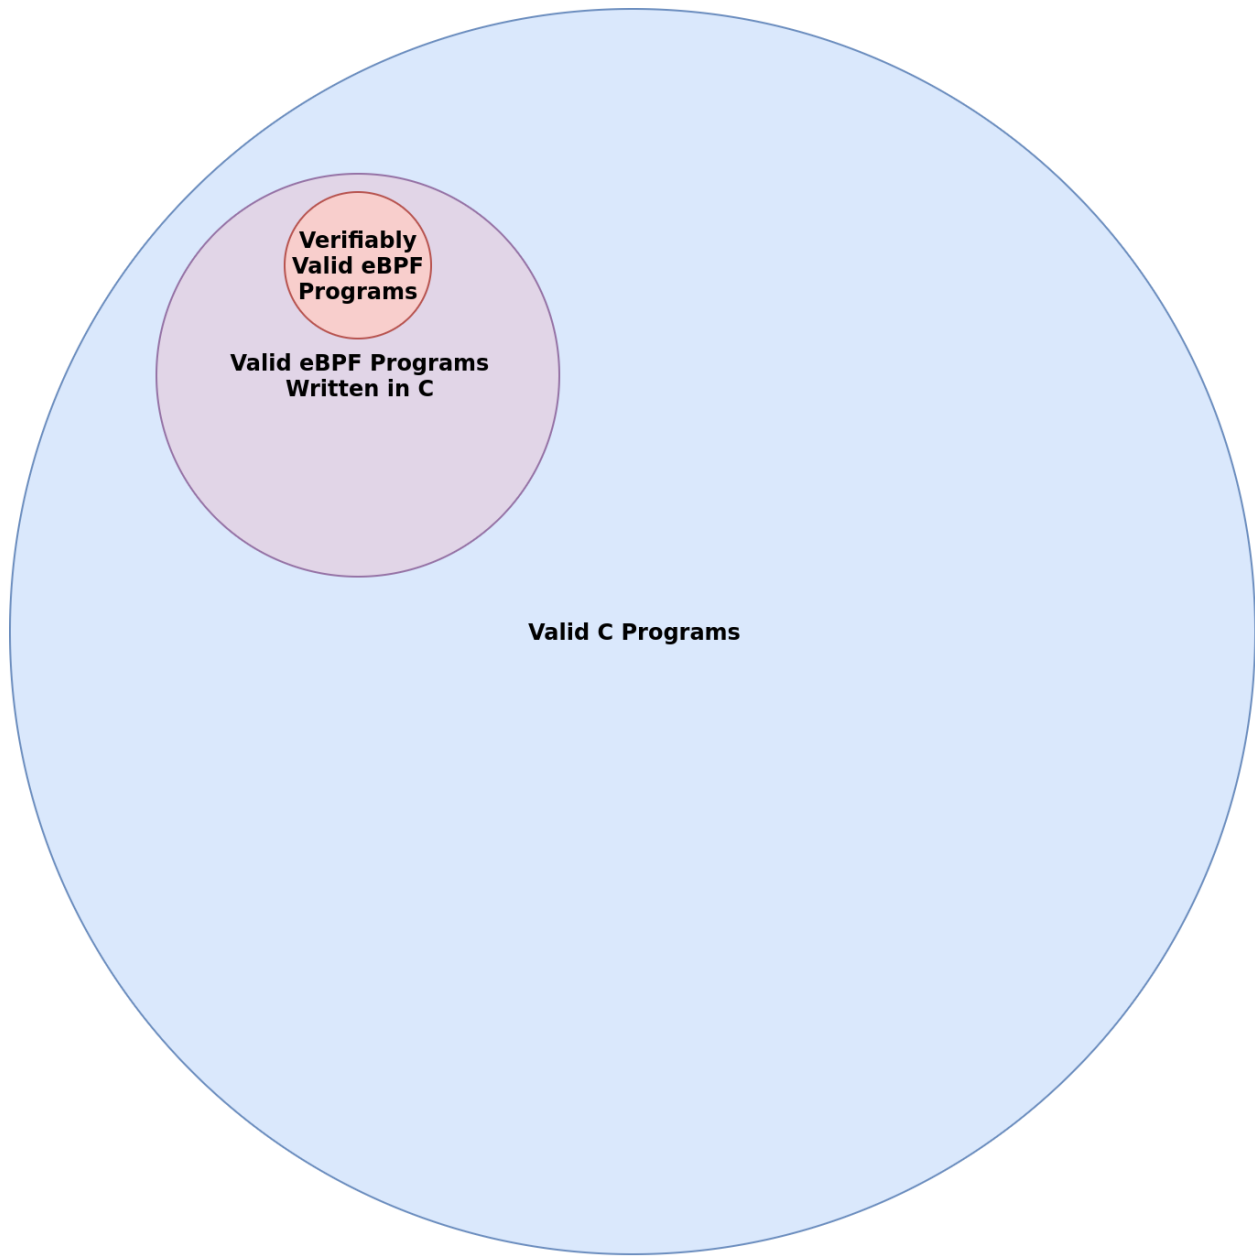 Verifiably
Valid eBPF
Programs
Valid eBPF Programs
Written in C
Valid C Programs